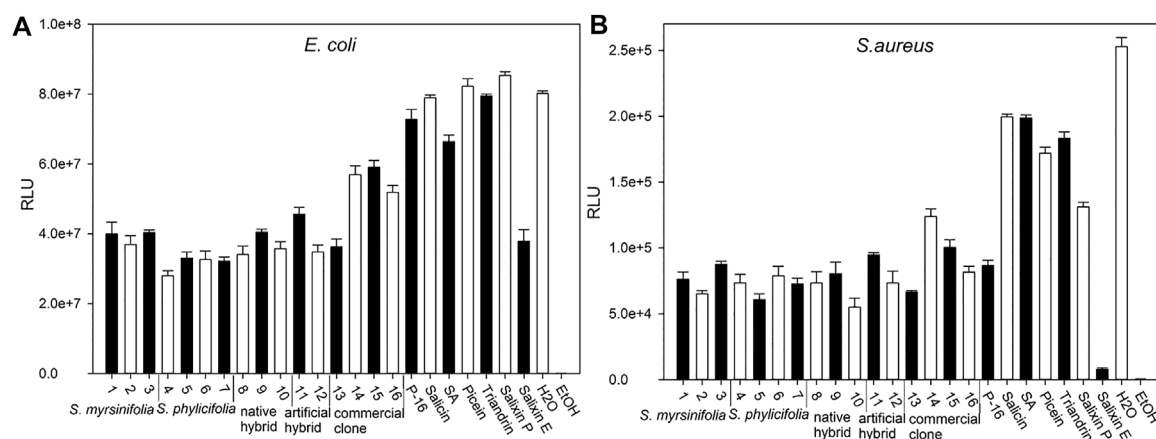 A
E. coli
1.0e+8
8.0e+7
6.0e+7
4.0e+7
2.0e+7
0.0
RLU
1 2 3 4 5 6 7 8 9 10 11 12 13 14 15 16 P-16 Salicin SA Picein Triandrin Salixin P Salixin E H2O EtOH
S. myrsinifolia S. phylicifolia native hybrid artificial hybrid commercial clone
B
S.aureus
2.5e+5
2.0e+5
1.5e+5
1.0e+5
5.0e+4
0.0
RLU
1 2 3 4 5 6 7 8 9 10 11 12 13 14 15 16 P-16 Salicin SA Picein Triandrin Salixin P Salixin E H2O EtOH
S. myrsinifolia S. phylicifolia native hybrid artificial hybrid commercial clone